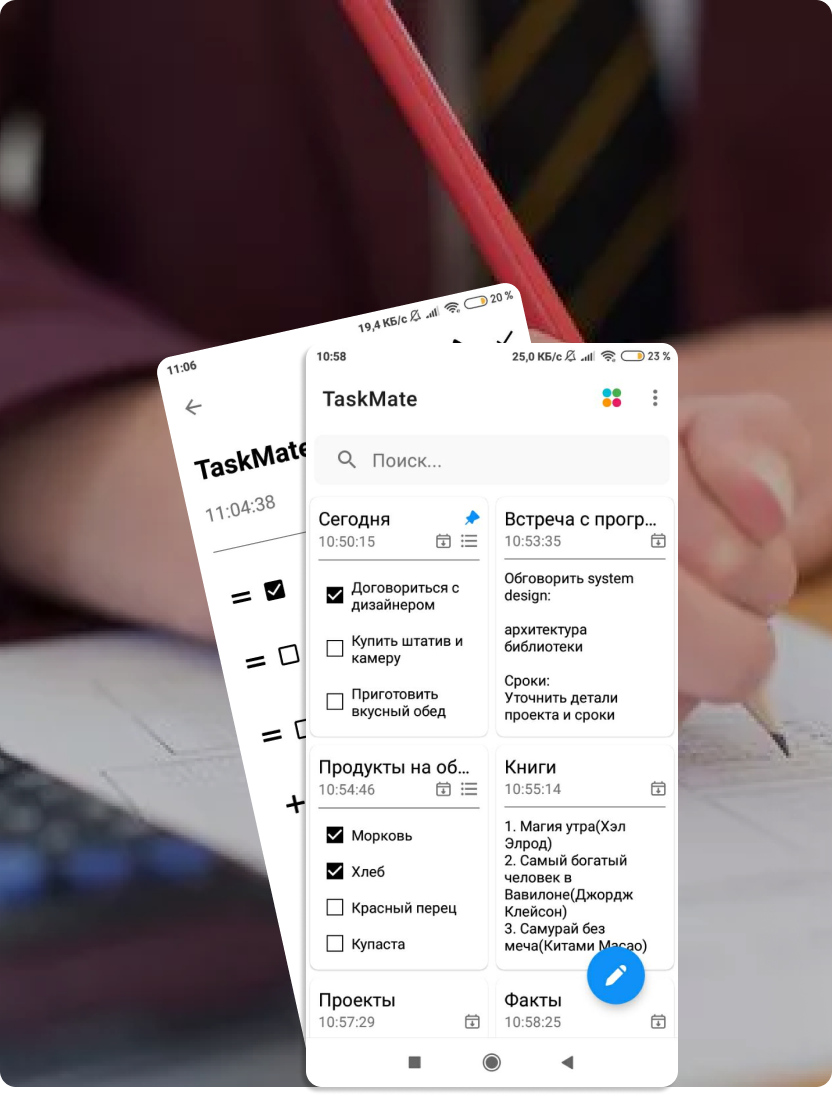 19,4 КБ/с 20 %
11:06
TaskMate
11:04:38
10:58 25,0 КБ/с 23 %
TaskMate
Поиск...
Сегодня
10:50:15
Договориться с
дизайнером
Купить штатив и
камеру
Приготовить
вкусный обед
Встреча с прогр...
10:53:35
Обговорить system
design:
архитектура
библиотеки
Сроки:
Уточнить детали
проекта и сроки
Продукты на об...
10:54:46
Морковь
Хлеб
Красный перец
Купаста
Книги
10:55:14
1. Магия утра(Хэл
Элрод)
2. Самый богатый
человек в
Вавилоне(Джордж
Клейсон)
3. Самурай без
меча(Китами Масао)
Проекты
10:57:29
Факты
10:58:25